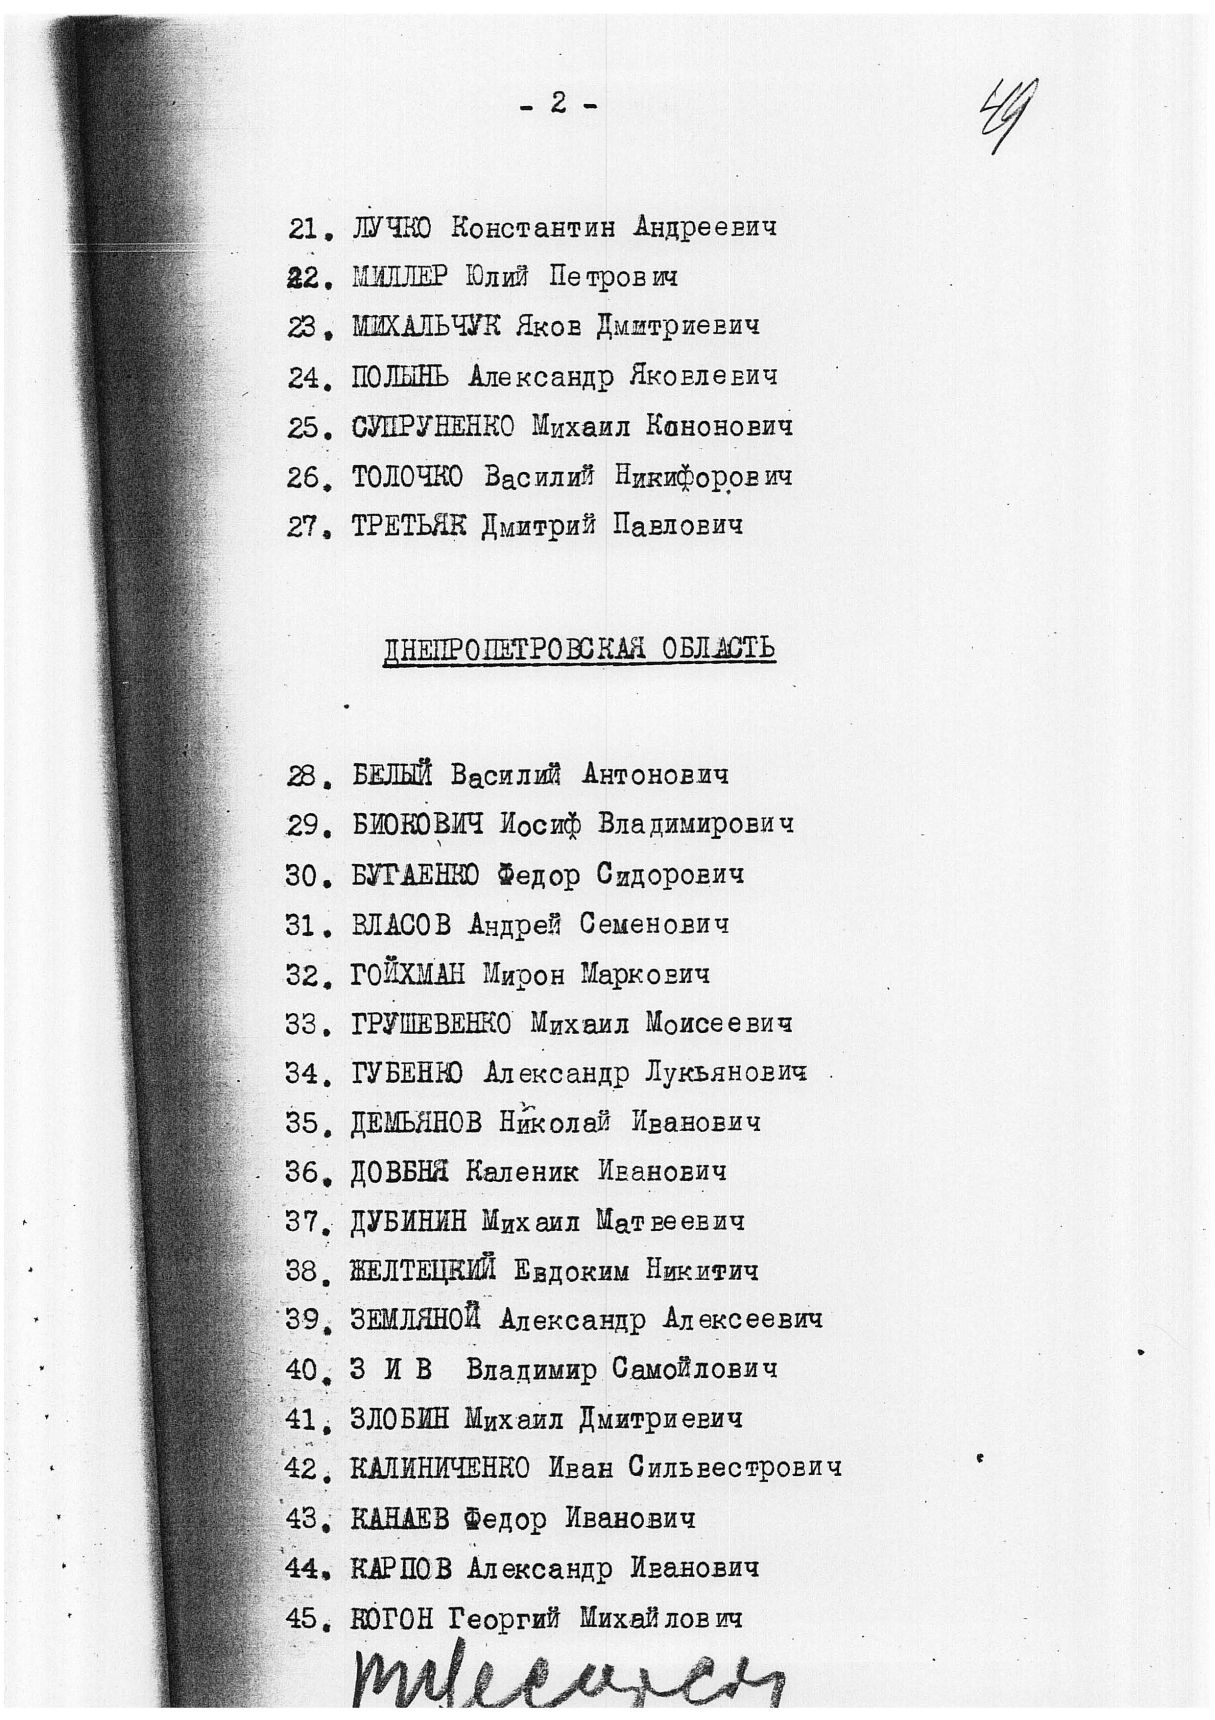 - 2 -
49
21. ЛУЧКО Константин Андреевич
22. МИЛЛЕР Юлий Петрович
23. МИХАЛЬЧУК Яков Дмитриевич
24. ПОЛЫНЬ Александр Яковлевич
25. СУПРУНЕНКО Михаил Кононович
26. ТОЛОЧКО Василий Никифорович
27. ТРЕТЬЯК Дмитрий Павлович
ДНЕПРОПЕТРОВСКАЯ ОБЛАСТЬ
28. БЕЛЫЙ Василий Антонович
29. БИОКОВИЧ Иосиф Владимирович
30. БУГАЕНКО Федор Сидорович
31. ВЛАСОВ Андрей Семенович
32. ГОЙХМАН Мирон Маркович
33. ГРУШЕВЕНКО Михаил Моисеевич
34. ГУБЕНКО Александр Лукьянович
35. ДЕМЬЯНОВ Николай Иванович
36. ДОВБНЯ Каленик Иванович
37. ДУБИНИН Михаил Матвеевич
38. ЖЕЛТЕЦКИЙ Евдоким Никитич
39. ЗЕМЛЯНОЙ Александр Алексеевич
40. З И В Владимир Самойлович
41. ЗЛОБИН Михаил Дмитриевич
42. КАЛИНИЧЕНКО Иван Сильвестрович
43. КАНАЕВ Федор Иванович
44. КАРПОВ Александр Иванович
45. КОГОН Георгий Михайлович